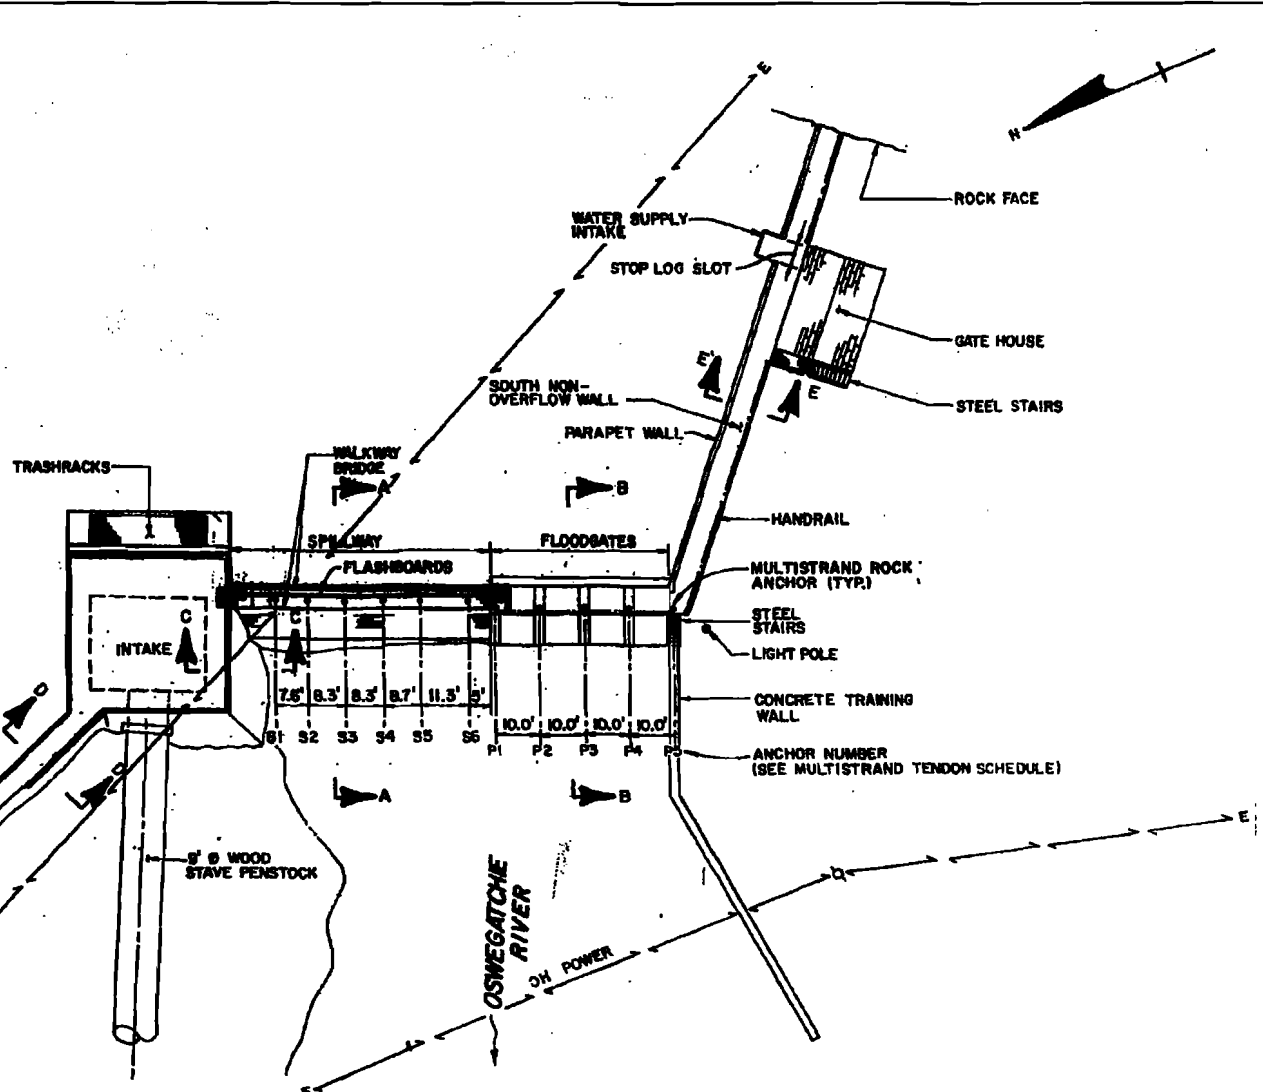 E
N
ROCK FACE
WATER SUPPLY
INTAKE
STOP LOG SLOT
GATE HOUSE
E'
E
STEEL STAIRS
SOUTH NON-
OVERFLOW WALL
PARAPET WALL
WALKWAY
BRIDGE
TRASHRACKS
A
B
HANDRAIL
SPILLWAY
FLOODGATES
FLASHBOARDS
MULTISTRAND ROCK
ANCHOR (TYP.)
STEEL
STAIRS
C
C
INTAKE
LIGHT POLE
D
7.6' 8.3' 8.3' 8.7' 11.3' 5'
CONCRETE TRAINING
WALL
10.0' 10.0' 10.0' 10.0'
S1 S2 S3 S4 S5 S6
P1 P2 P3 P4 P5
ANCHOR NUMBER
(SEE MULTISTRAND TENDON SCHEDULE)
D
A
B
E
9' Ø WOOD
STAVE PENSTOCK
OSWEGATCHIE
RIVER
OH POWER